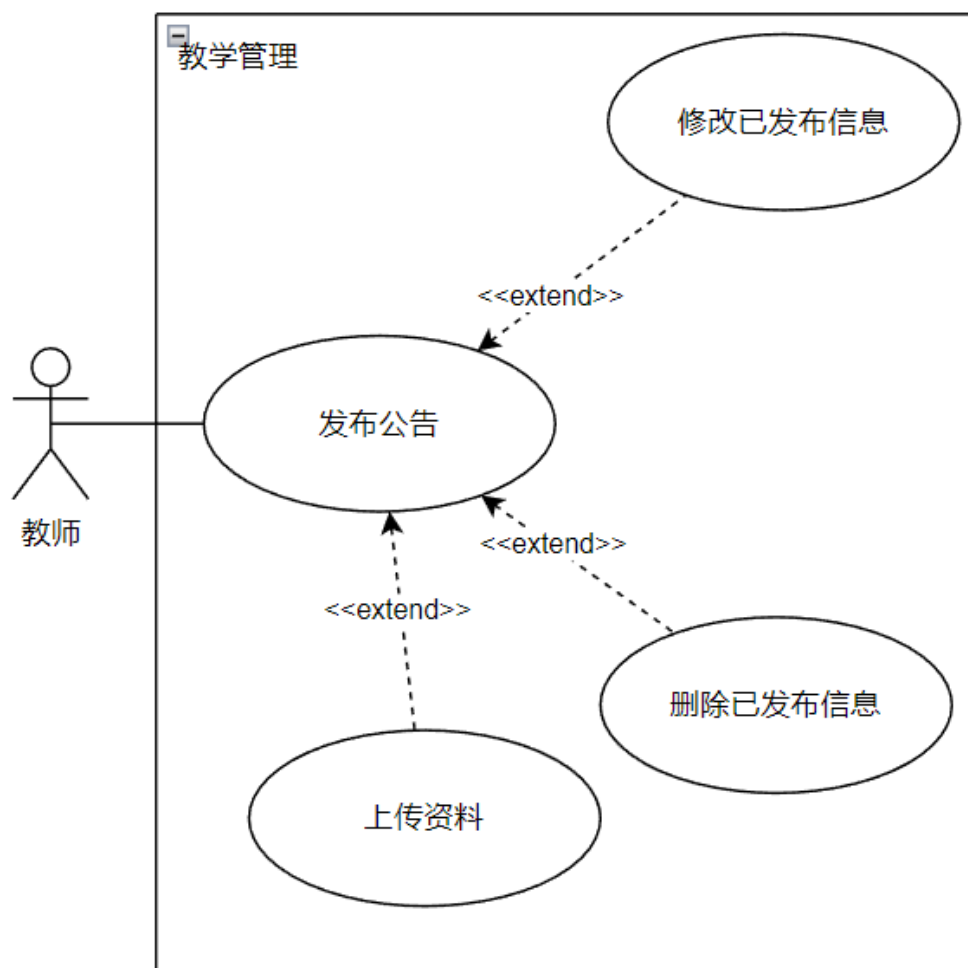 教学管理
修改已发布信息
<<extend>>
发布公告
教师
<<extend>>
<<extend>>
删除已发布信息
上传资料